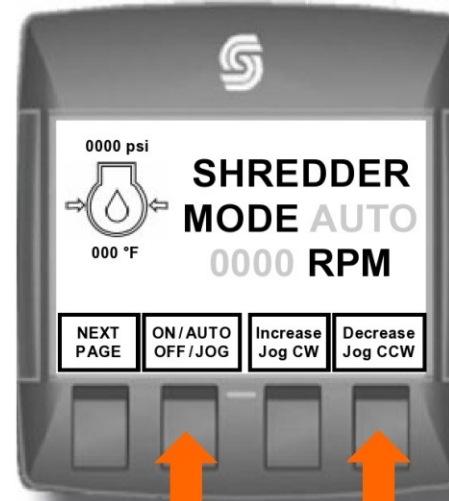 0000 psi
000 °F
SHREDDER
MODE AUTO
0000 RPM
NEXT
PAGE
ON/AUTO
OFF/JOG
Increase
Jog CW
Decrease
Jog CCW